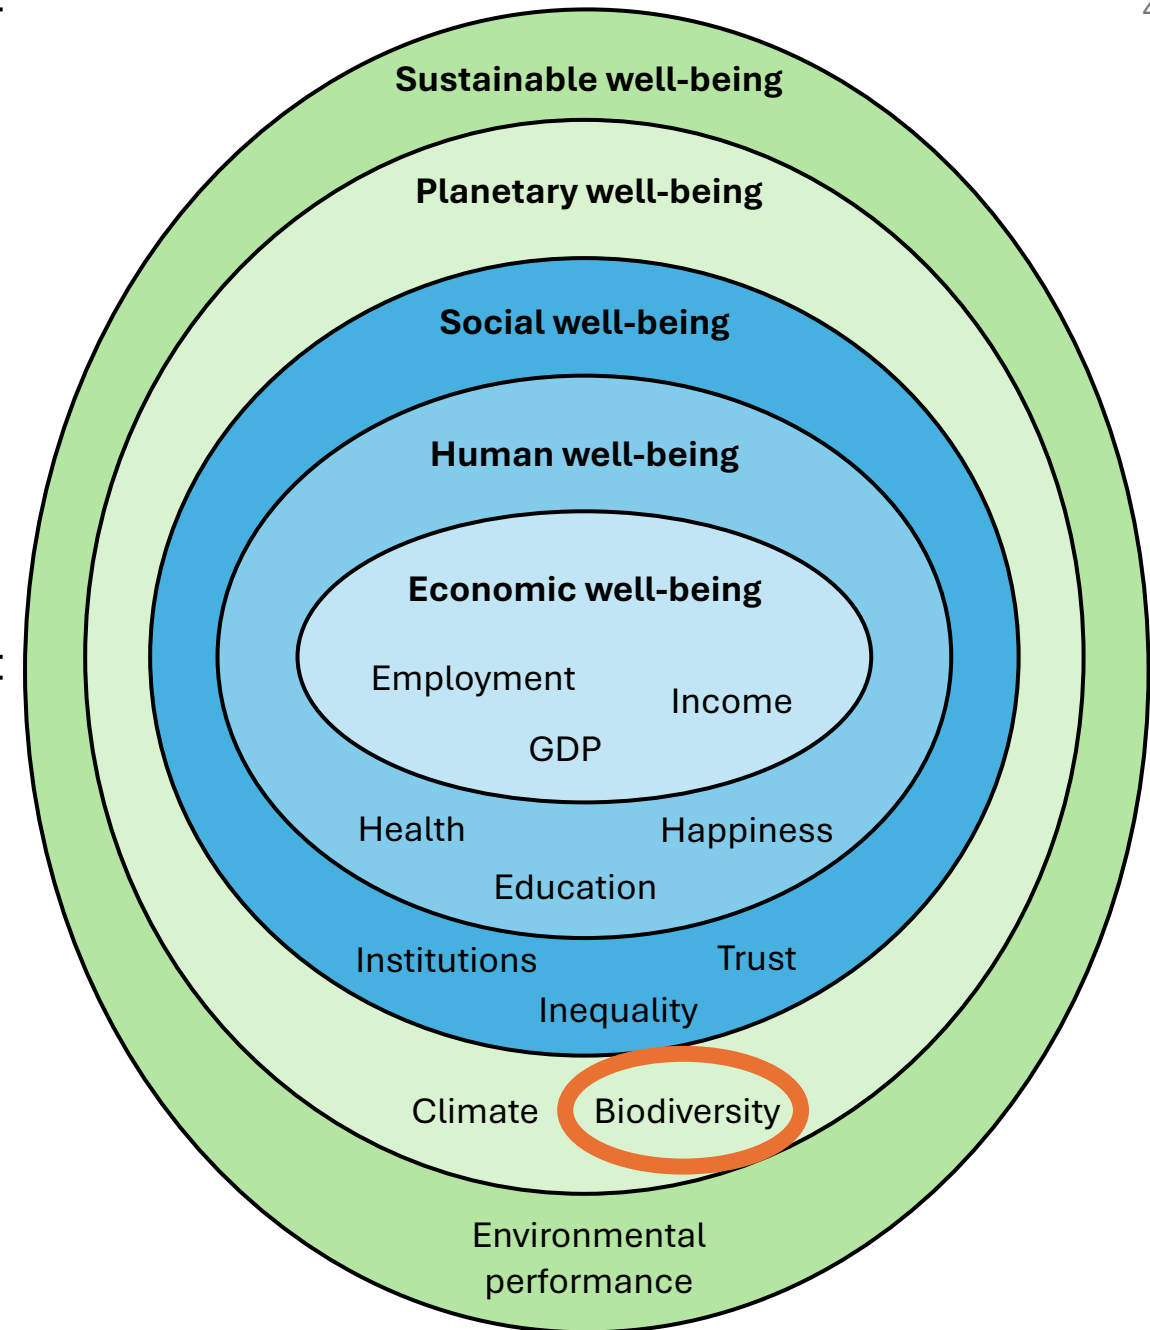 Sustainable well-being
Planetary well-being
Social well-being
Human well-being
Economic well-being
Employment
Income
GDP
Health
Happiness
Education
Institutions
Trust
Inequality
Climate
Biodiversity
Environmental
performance